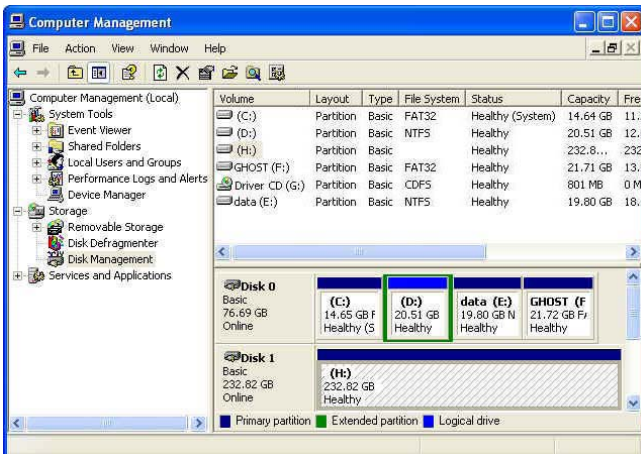 Computer Management
File Action View Window Help
Computer Management (Local)
System Tools
Event Viewer
Shared Folders
Local Users and Groups
Performance Logs and Alerts
Device Manager
Storage
Removable Storage
Disk Defragmenter
Disk Management
Services and Applications
Volume Layout Type File System Status Capacity Fre
(C:) Partition Basic FAT32 Healthy (System) 14.64 GB 11.
(D:) Partition Basic NTFS Healthy 20.51 GB 12.
(H:) Partition Basic Healthy 232.8... 232
GHOST (F:) Partition Basic FAT32 Healthy 21.71 GB 13.
Driver CD (G:) Partition Basic CDFS Healthy 801 MB 0 M
data (E:) Partition Basic NTFS Healthy 19.80 GB 18.
Disk 0
Basic
76.69 GB
Online
(C:)
14.65 GB F
Healthy (S
(D:)
20.51 GB
Healthy
data (E:)
19.80 GB N
Healthy
GHOST (F
21.72 GB FA
Healthy
Disk 1
Basic
232.82 GB
Online
(H:)
232.82 GB
Healthy
Primary partition Extended partition Logical drive